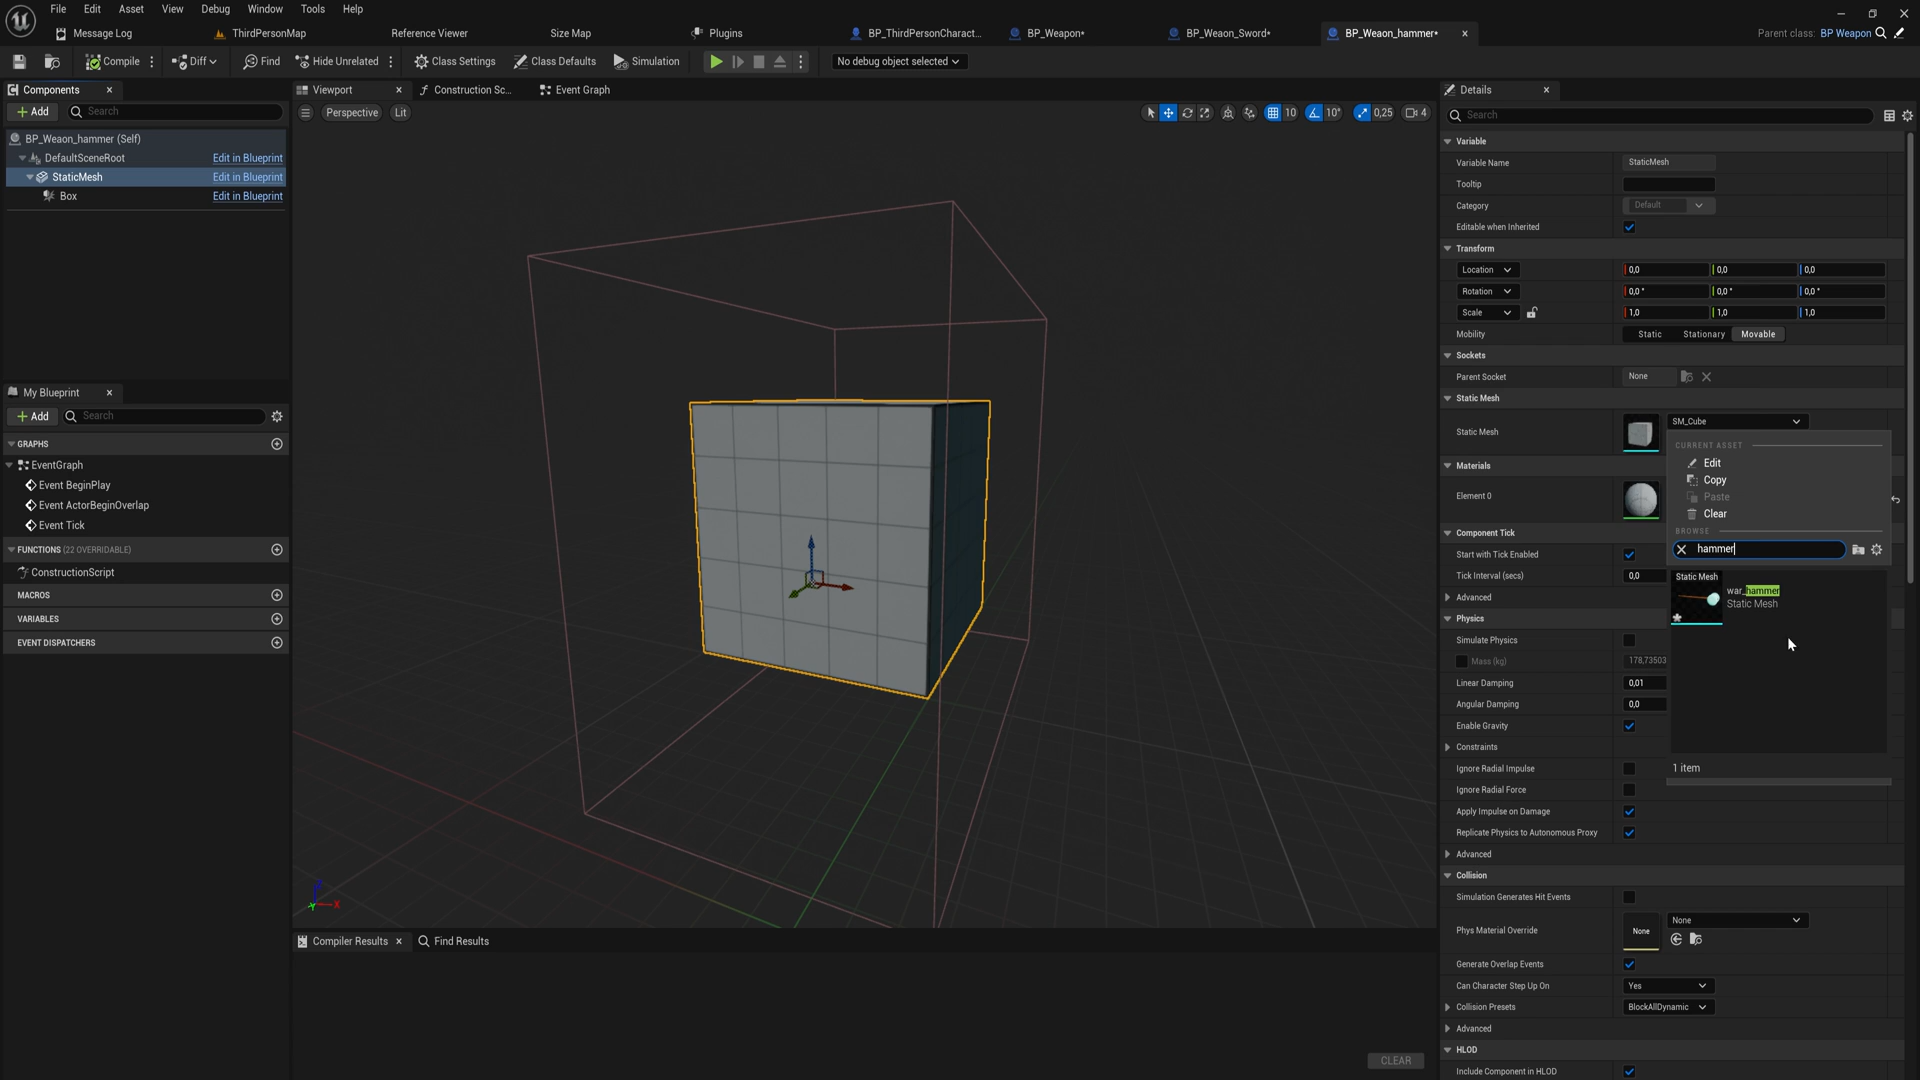 File Edit Asset View Debug Window Tools Help
Message Log ThirdPersonMap Reference Viewer Size Map Plugins BP_ThirdPersonCharact... BP_Weapon* BP_Weaon_Sword* BP_Weaon_hammer* Parent class: BP Weapon
Compile Diff Find Hide Unrelated Class Settings Class Defaults Simulation No debug object selected
Components
Add Search
BP_Weaon_hammer (Self)
DefaultSceneRoot Edit in Blueprint
StaticMesh Edit in Blueprint
Box Edit in Blueprint
My Blueprint
Add Search
GRAPHS
EventGraph
Event BeginPlay
Event ActorBeginOverlap
Event Tick
FUNCTIONS (22 OVERRIDABLE)
ConstructionScript
MACROS
VARIABLES
EVENT DISPATCHERS
Viewport Construction Sc... Event Graph
Perspective Lit 10 10° 0,25 4
Z
Y X
Compiler Results Find Results
CLEAR
Details
Search
Variable
Variable Name StaticMesh
Tooltip
Category Default
Editable when Inherited
Transform
Location 0,0 0,0 0,0
Rotation 0,0 ° 0,0 ° 0,0 °
Scale 1,0 1,0 1,0
Mobility Static Stationary Movable
Sockets
Parent Socket None
Static Mesh
Static Mesh SM_Cube
CURRENT ASSET
Edit
Copy
Paste
Clear
BROWSE
hammer
Static Mesh
war_hammer
Static Mesh
1 item
Materials
Element 0
Component Tick
Start with Tick Enabled
Tick Interval (secs) 0,0
Advanced
Physics
Simulate Physics
Mass (kg) 178,73503
Linear Damping 0,01
Angular Damping 0,0
Enable Gravity
Constraints
Ignore Radial Impulse
Ignore Radial Force
Apply Impulse on Damage
Replicate Physics to Autonomous Proxy
Advanced
Collision
Simulation Generates Hit Events
Phys Material Override None None
Generate Overlap Events
Can Character Step Up On Yes
Collision Presets BlockAllDynamic
Advanced
HLOD
Include Component in HLOD